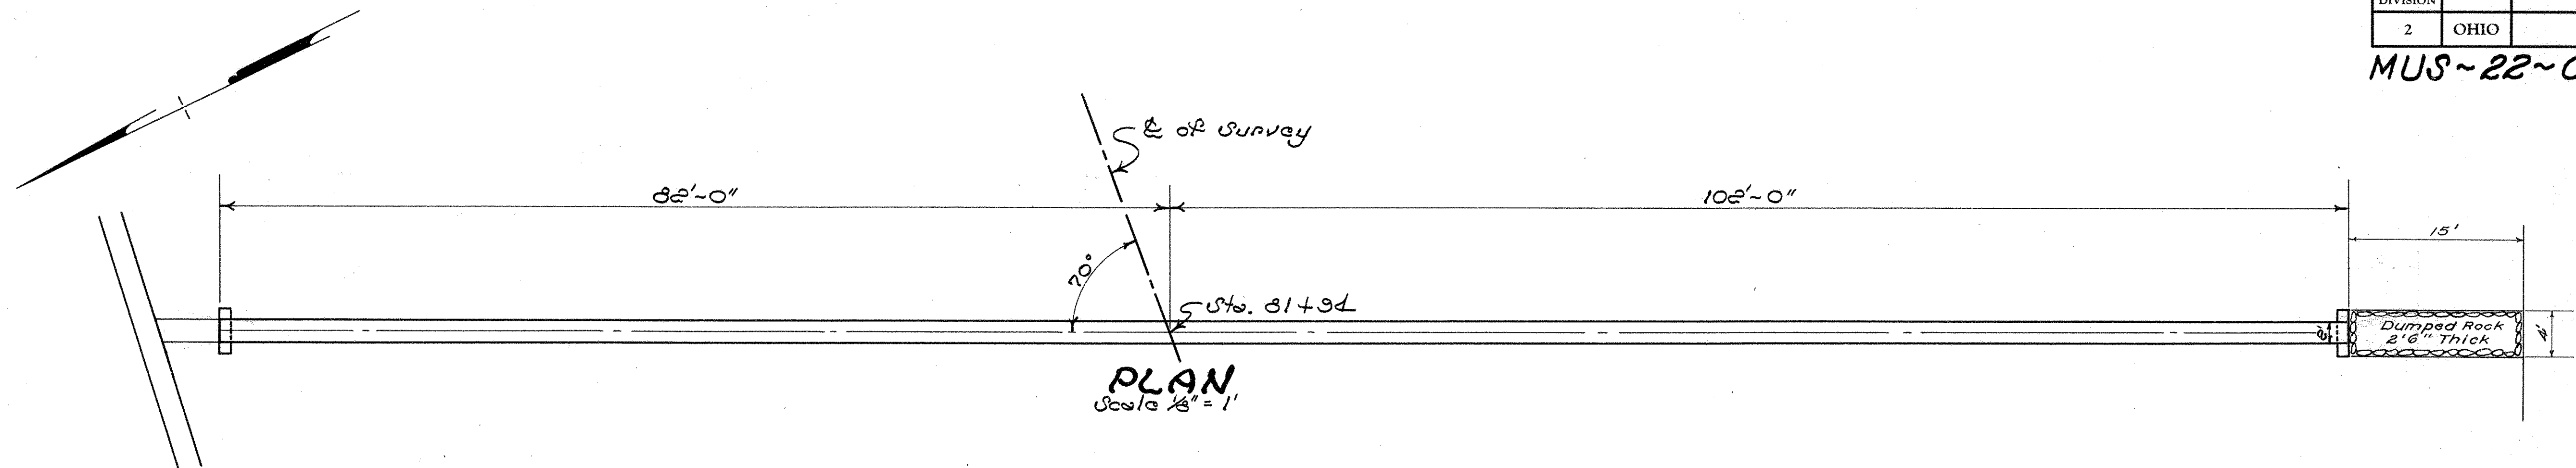 DIVISION
2 OHIO
MUS~22~
℄ of Survey
82'~0"
102'~0"
15'
70°
Sta. 81+94
2'
Dumped Rock
2'6" Thick
4'
PLAN
Scale 1/8" = 1'